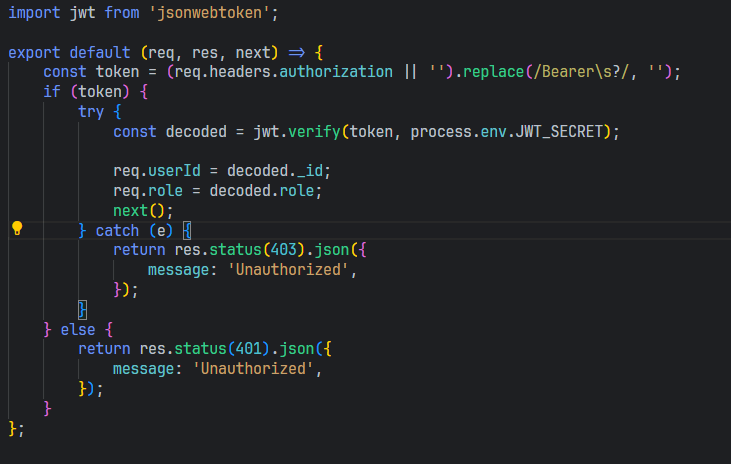 import jwt from 'jsonwebtoken';

export default (req, res, next) => {
    const token = (req.headers.authorization || '').replace(/Bearer\s?/, '');
    if (token) {
        try {
            const decoded = jwt.verify(token, process.env.JWT_SECRET);

            req.userId = decoded._id;
            req.role = decoded.role;
            next();
        } catch (e) {
            return res.status(403).json({
                message: 'Unauthorized',
            });
        }
    } else {
        return res.status(401).json({
            message: 'Unauthorized',
        });
    }
};